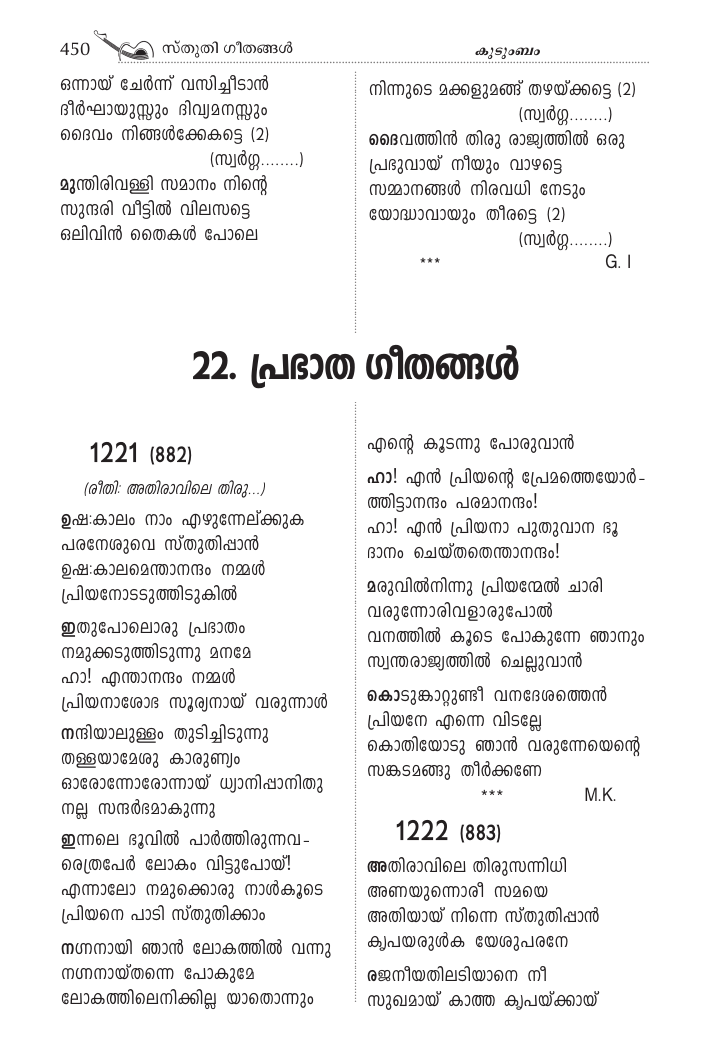 450 സ്തുതി ഗീതങ്ങൾ
കുടുംബം
ഒന്നായ് ചേർന്ന് വസിച്ചീടാൻ
ദീർഘായുസ്സും ദിവ്യമനസ്സും
ദൈവം നിങ്ങൾക്കേകട്ടെ (2)
(സ്വർഗ്ഗ........)
മുന്തിരിവള്ളി സമാനം നിന്റെ
സുന്ദരി വീട്ടിൽ വിലസട്ടെ
ഒലിവിൻ തൈകൾ പോലെ
നിന്നുടെ മക്കളുമങ്ങ് തഴയ്ക്കട്ടെ (2)
(സ്വർഗ്ഗ........)
ദൈവത്തിൻ തിരു രാജ്യത്തിൽ ഒരു
പ്രഭുവായ് നീയും വാഴട്ടെ
സമ്മാനങ്ങൾ നിരവധി നേടും
യോദ്ധാവായും തീരട്ടെ (2)
(സ്വർഗ്ഗ........)
*** G. I
22. പ്രഭാത ഗീതങ്ങൾ
1221 (882)
(രീതി: അതിരാവിലെ തിരു...)
ഉഷഃകാലം നാം എഴുന്നേല്ക്കുക
പരനേശുവെ സ്തുതിപ്പാൻ
ഉഷഃകാലമെന്താനന്ദം നമ്മൾ
പ്രിയനോടടുത്തിടുകിൽ
ഇതുപോലൊരു പ്രഭാതം
നമുക്കടുത്തിടുന്നു മനമേ
ഹാ! എന്താനന്ദം നമ്മൾ
പ്രിയനാശോഭ സൂര്യനായ് വരുന്നാൾ
നന്ദിയാലുള്ളം തുടിച്ചിടുന്നു
തള്ളയാമേശു കാരുണ്യം
ഓരോന്നോരോന്നായ് ധ്യാനിപ്പാനിതു
നല്ല സന്ദർഭമാകുന്നു
ഇന്നലെ ഭൂവിൽ പാർത്തിരുന്നവ-
രെത്രപേർ ലോകം വിട്ടുപോയ്!
എന്നാലോ നമുക്കൊരു നാൾകൂടെ
പ്രിയനെ പാടി സ്തുതിക്കാം
നഗ്നനായി ഞാൻ ലോകത്തിൽ വന്നു
നഗ്നനായ്തന്നെ പോകുമേ
ലോകത്തിലെനിക്കില്ല യാതൊന്നും
എന്റെ കൂടന്നു പോരുവാൻ
ഹാ! എൻ പ്രിയന്റെ പ്രേമത്തെയോർ-
ത്തിട്ടാനന്ദം പരമാനന്ദം!
ഹാ! എൻ പ്രിയനാ പുതുവാന ഭൂ
ദാനം ചെയ്തതെന്താനന്ദം!
മരുവിൽനിന്നു പ്രിയന്മേൽ ചാരി
വരുന്നോരിവളാരുപോൽ
വനത്തിൽ കൂടെ പോകുന്നേ ഞാനും
സ്വന്തരാജ്യത്തിൽ ചെല്ലുവാൻ
കൊടുങ്കാറ്റുണ്ടീ വനദേശത്തെൻ
പ്രിയനേ എന്നെ വിടല്ലേ
കൊതിയോടു ഞാൻ വരുന്നേയെന്റെ
സങ്കടമങ്ങു തീർക്കണേ
*** M.K.
1222 (883)
അതിരാവിലെ തിരുസന്നിധി
അണയുന്നൊരീ സമയെ
അതിയായ് നിന്നെ സ്തുതിപ്പാൻ
കൃപയരുൾക യേശുപരനേ
രജനീയതിലടിയാനെ നീ
സുഖമായ് കാത്ത കൃപയ്ക്കായ്